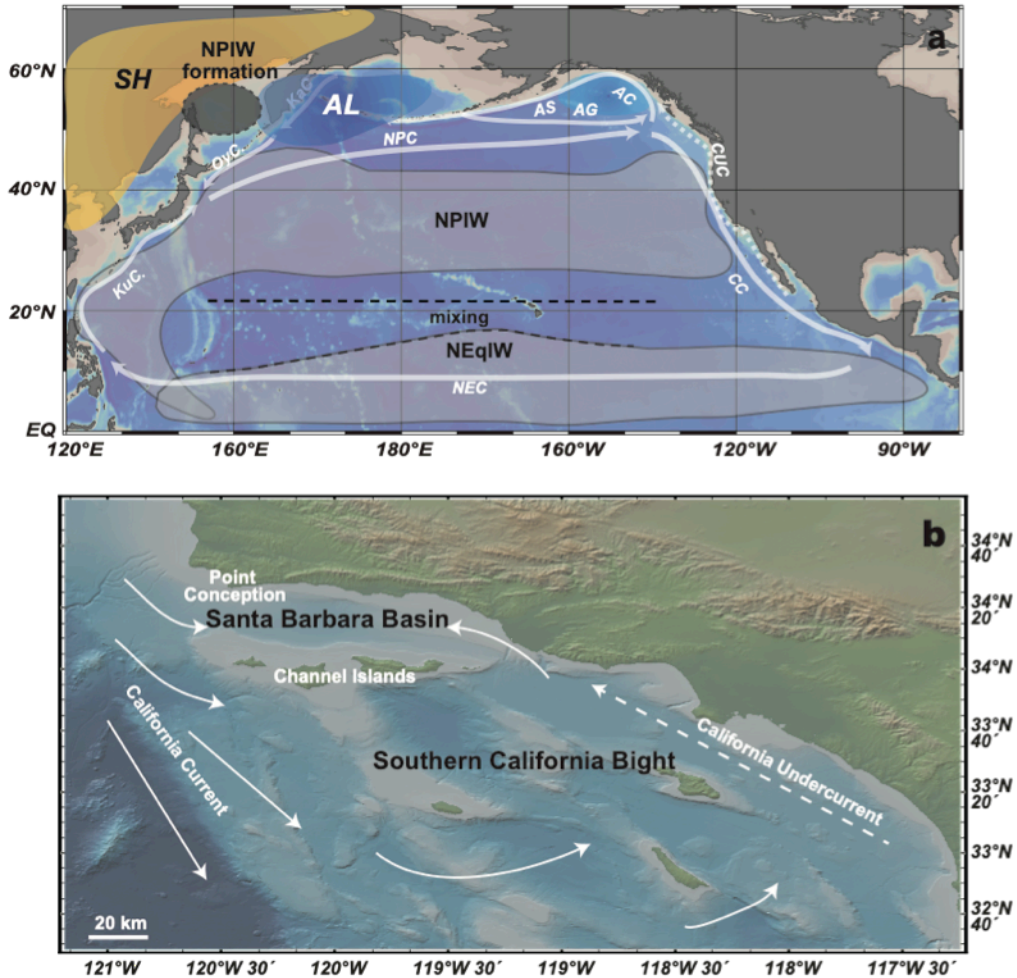 a
60°N
40°N
20°N
EQ
120°E
160°E
180°E
160°W
120°W
90°W
SH
NPIW
formation
KaC.
AL
AS
AG
AC
OyC.
NPC
CUC
NPIW
KuC.
CC
mixing
NEqIW
NEC
b
34°N
40´
34°N
20´
34°N
33°N
40´
33°N
20´
33°N
32°N
40´
Point
Conception
Santa Barbara Basin
Channel Islands
California Current
Southern California Bight
California Undercurrent
20 km
121°W
120°W 30´
120°W
119°W 30´
119°W
118°W 30´
118°W
117°W 30´